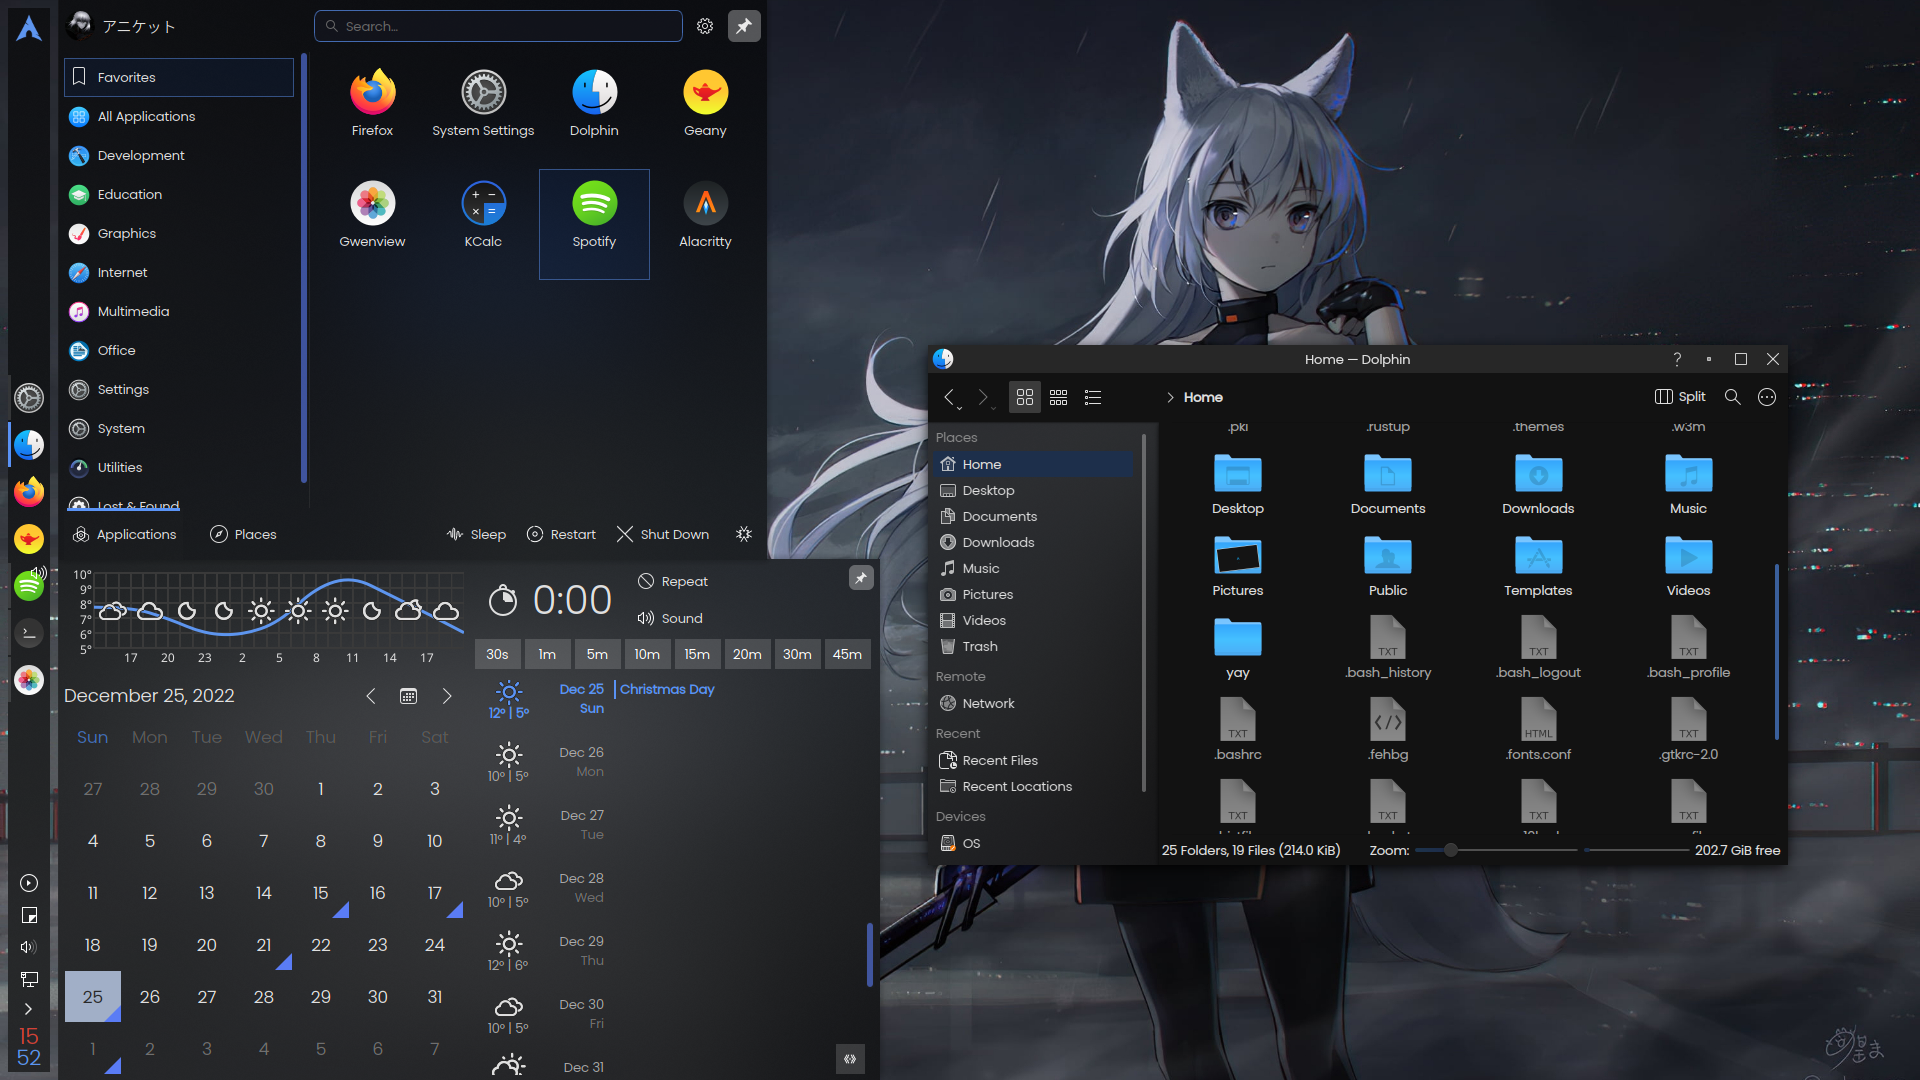 アニケット
Search...
Favorites
All Applications
Development
Education
Graphics
Internet
Multimedia
Office
Settings
System
Utilities
Lost & Found
Firefox
System Settings
Dolphin
Geany
Gwenview
KCalc
Spotify
Alacritty
Applications
Places
Sleep
Restart
Shut Down
10°
9°
8°
7°
6°
5°
17 20 23 2 5 8 11 14 17
0:00
Repeat
Sound
30s 1m 5m 10m 15m 20m 30m 45m
December 25, 2022
Sun Mon Tue Wed Thu Fri Sat
27 28 29 30 1 2 3
4 5 6 7 8 9 10
11 12 13 14 15 16 17
18 19 20 21 22 23 24
25 26 27 28 29 30 31
1 2 3 4 5 6 7
Dec 25 Christmas Day
12° | 5° Sun
Dec 26
10° | 5° Mon
Dec 27
11° | 4° Tue
Dec 28
10° | 5° Wed
Dec 29
12° | 6° Thu
Dec 30
10° | 5° Fri
Dec 31
15
52
Home — Dolphin
Home
Split
Places
Home
Desktop
Documents
Downloads
Music
Pictures
Videos
Trash
Remote
Network
Recent
Recent Files
Recent Locations
Devices
OS
.pki .rustup .themes .w3m
Desktop Documents Downloads Music
Pictures Public Templates Videos
TXT TXT TXT
yay .bash_history .bash_logout .bash_profile
TXT HTML TXT
.bashrc .fehbg .fonts.conf .gtkrc-2.0
TXT TXT TXT TXT
25 Folders, 19 Files (214.0 KiB)
Zoom:
202.7 GiB free